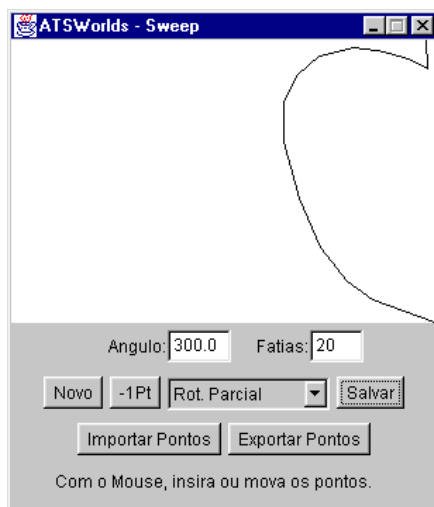 ATSWorlds - Sweep
Angulo: 300.0 Fatias: 20
Novo -1Pt Rot. Parcial Salvar
Importar Pontos Exportar Pontos
Com o Mouse, insira ou mova os pontos.